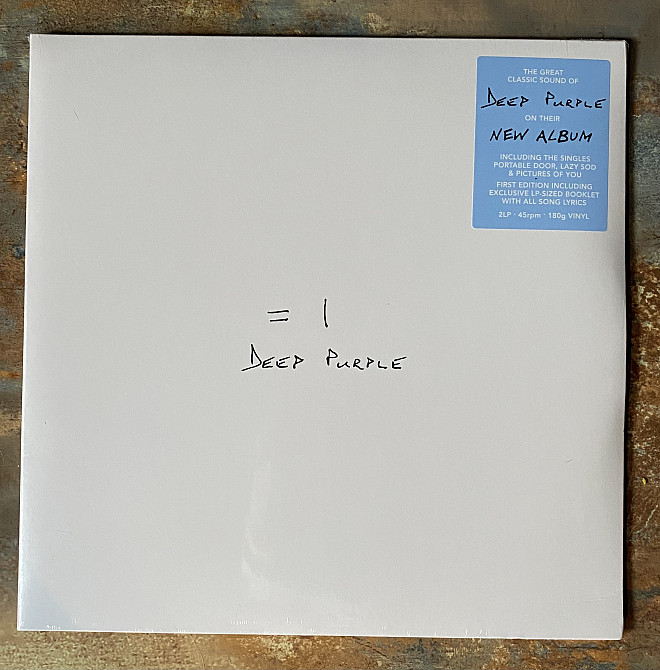 THE GREAT
CLASSIC SOUND OF
DEEP PURPLE
ON THEIR
NEW ALBUM
INCLUDING THE SINGLES
PORTABLE DOOR, LAZY SOD
& PICTURES OF YOU
FIRST EDITION INCLUDING
EXCLUSIVE LP-SIZED BOOKLET
WITH ALL SONG LYRICS
2LP · 45rpm · 180g VINYL
= 1
DEEP PURPLE